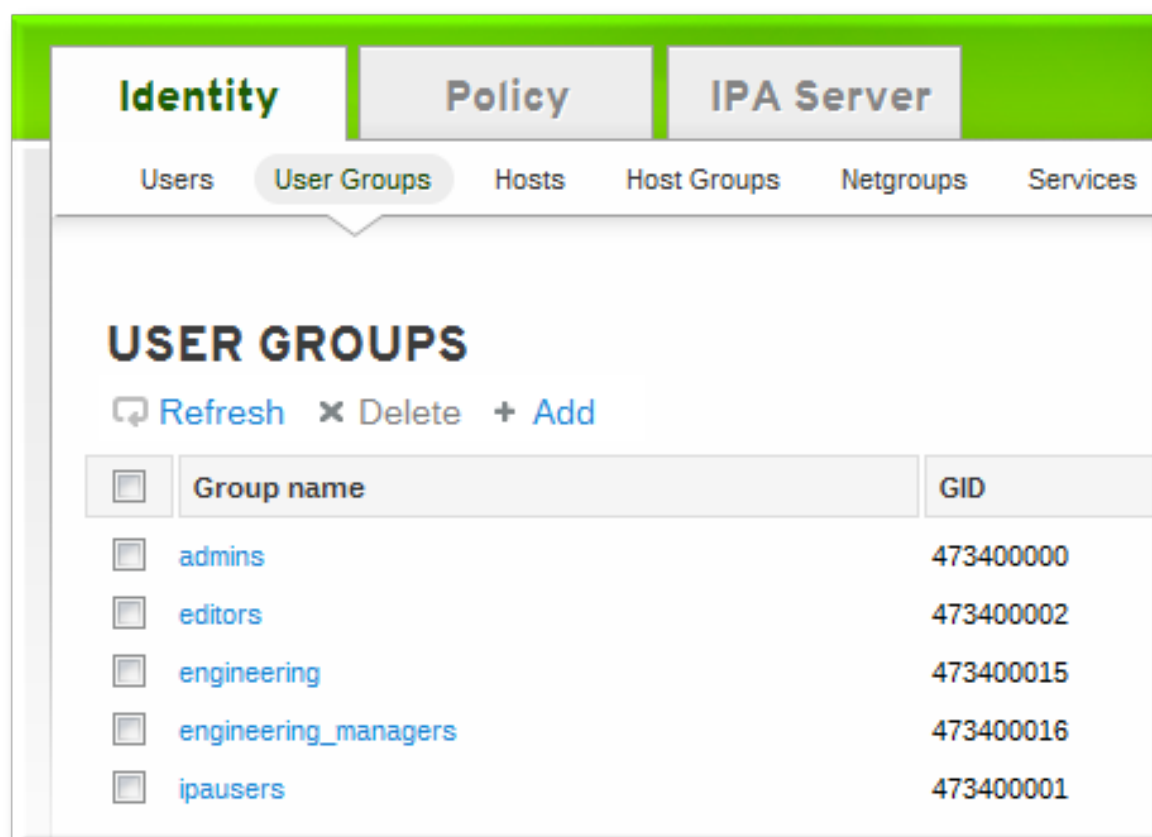 Identity Policy IPA Server
Users User Groups Hosts Host Groups Netgroups Services
USER GROUPS
Refresh Delete + Add
Group name GID
admins 473400000
editors 473400002
engineering 473400015
engineering_managers 473400016
ipausers 473400001